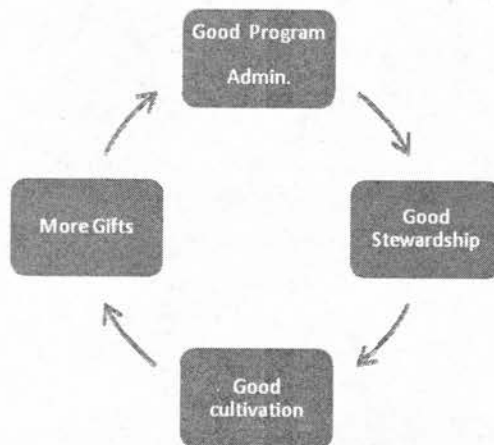 Good Program
Admin.
Good
Stewardship
Good
cultivation
More Gifts